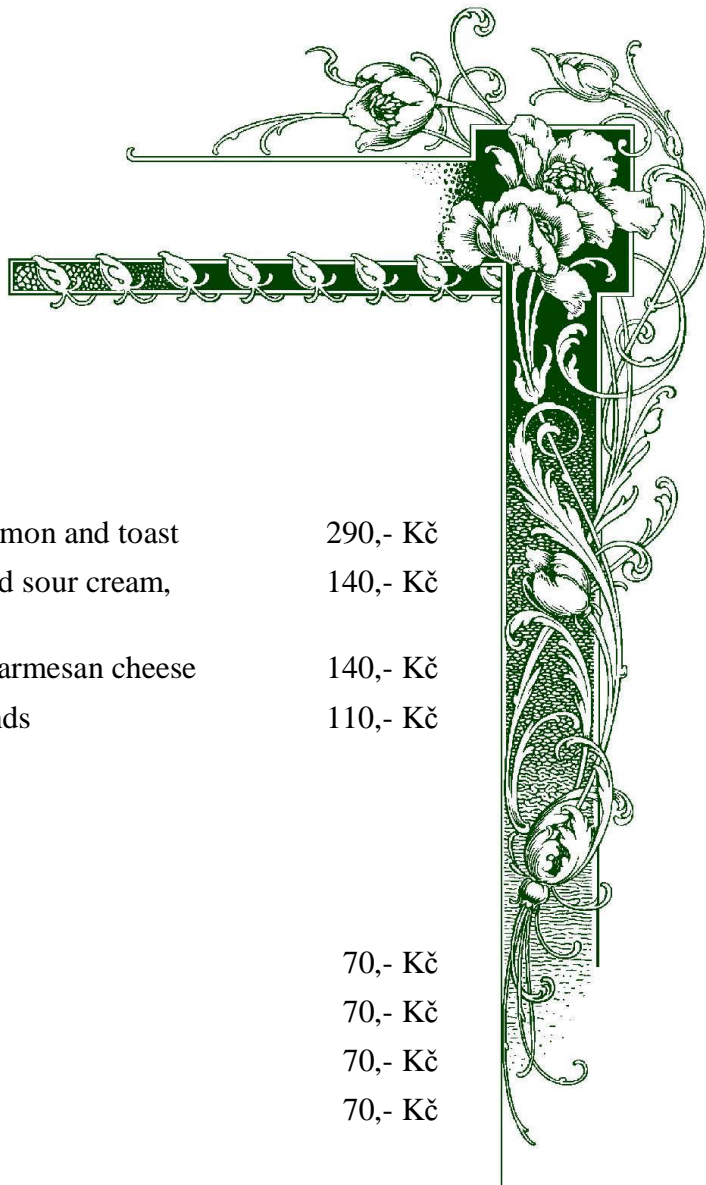 mon and toast 290,- Kč
d sour cream, 140,- Kč
armesan cheese 140,- Kč
nds 110,- Kč
70,- Kč
70,- Kč
70,- Kč
70,- Kč